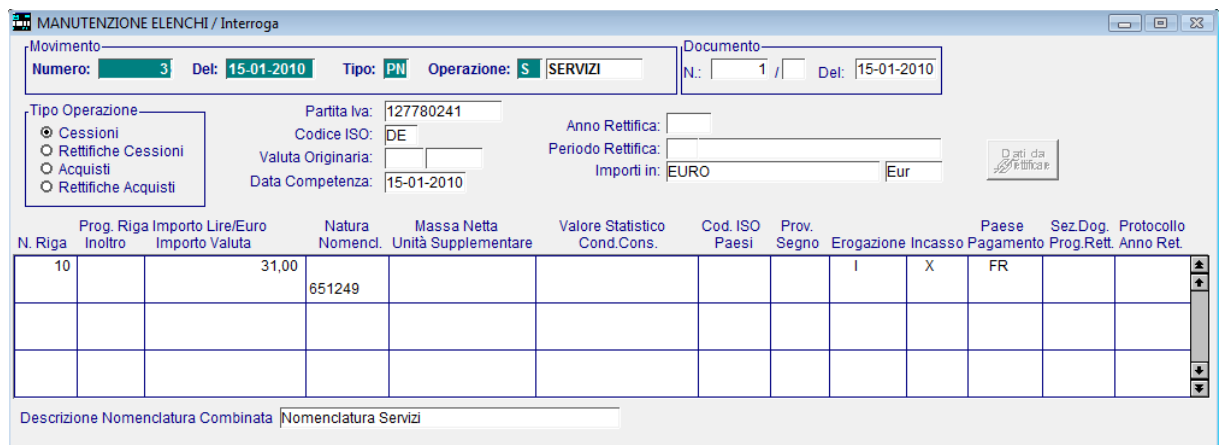 MANUTENZIONE ELENCHI / Interroga
Movimento
Numero: 3 Del: 15-01-2010 Tipo: PN Operazione: S SERVIZI
Documento
N.: 1 / Del: 15-01-2010
Tipo Operazione
Cessioni
Rettifiche Cessioni
Acquisti
Rettifiche Acquisti
Partita Iva: 127780241
Codice ISO: DE
Valuta Originaria:
Data Competenza: 15-01-2010
Anno Rettifica:
Periodo Rettifica:
Importi in: EURO Eur
Dati da
Rettificare
Prog. Riga Importo Lire/Euro Natura Massa Netta Valore Statistico Cod. ISO Prov. Paese Sez.Dog. Protocollo
N. Riga Inoltro Importo Valuta Nomencl. Unità Supplementare Cond.Cons. Paesi Segno Erogazione Incasso Pagamento Prog.Rett. Anno Ret.
10 31,00 I X FR
651249
Descrizione Nomenclatura Combinata Nomenclatura Servizi